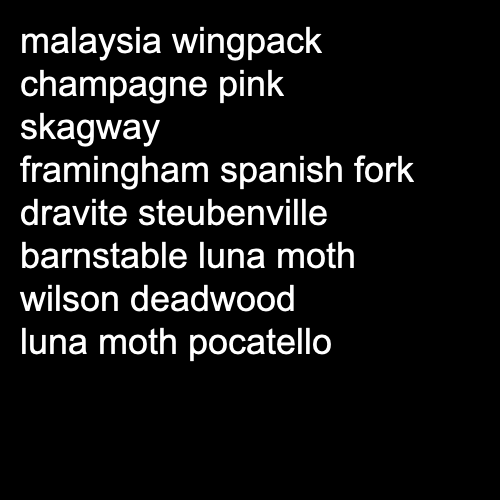 malaysia wingpack
champagne pink
skagway
framingham spanish fork
dravite steubenville
barnstable luna moth
wilson deadwood
luna moth pocatello